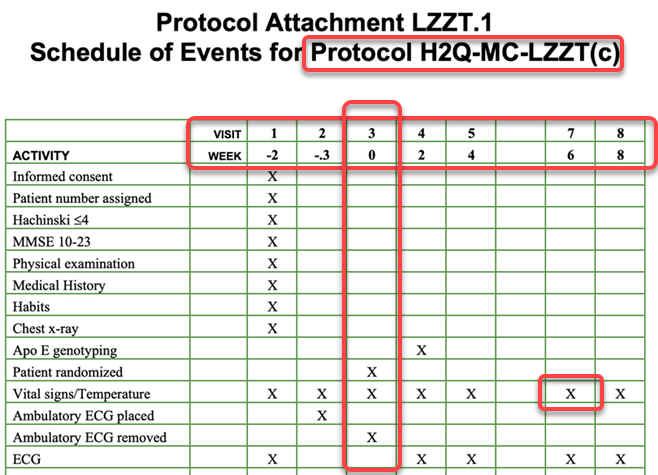 Protocol Attachment LZZT.1
Schedule of Events for Protocol H2Q-MC-LZZT(c)
VISIT 1 2 3 4 5 7 8
ACTIVITY WEEK -2 -.3 0 2 4 6 8
Informed consent X
Patient number assigned X
Hachinski ≤4 X
MMSE 10-23 X
Physical examination X
Medical History X
Habits X
Chest x-ray X
Apo E genotyping X
Patient randomized X
Vital signs/Temperature X X X X X X X
Ambulatory ECG placed X
Ambulatory ECG removed X
ECG X X X X X